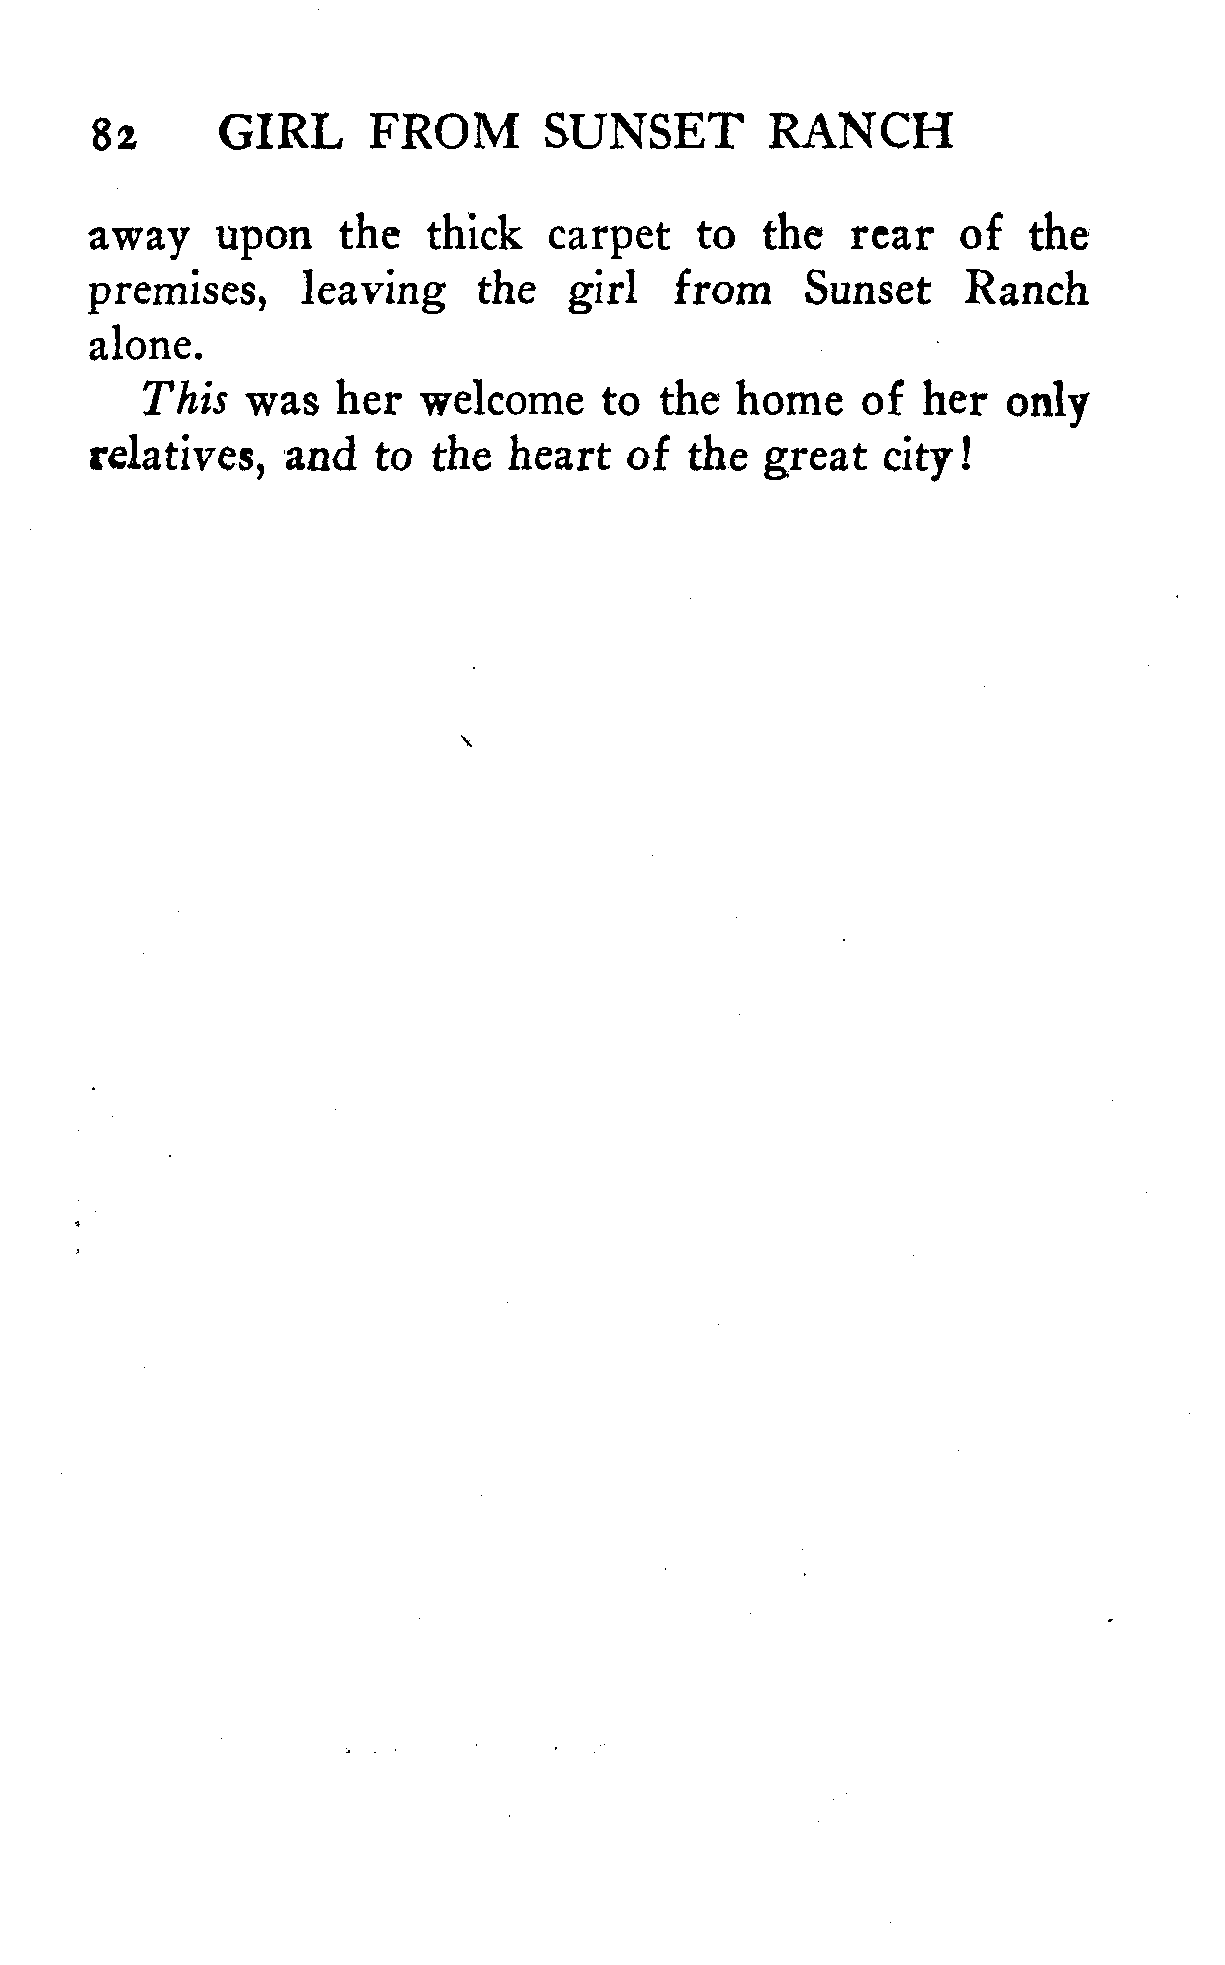 82 GIRL FROM SUNSET RANCH
away upon the thick carpet to the rear of the
premises, leaving the girl from Sunset Ranch
alone.
This was her welcome to the home of her only
relatives, and to the heart of the great city!